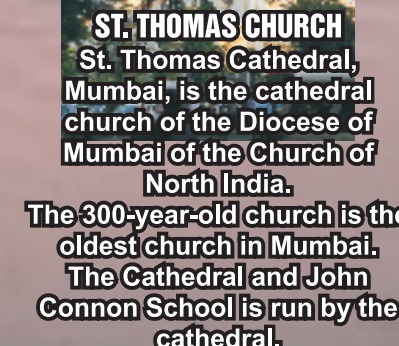 ST. THOMAS CHURCH
St. Thomas Cathedral,
Mumbai, is the cathedral
church of the Diocese of
Mumbai of the Church of
North India.
The 300-year-old church is the
oldest church in Mumbai.
The Cathedral and John
Connon School is run by the
cathedral.